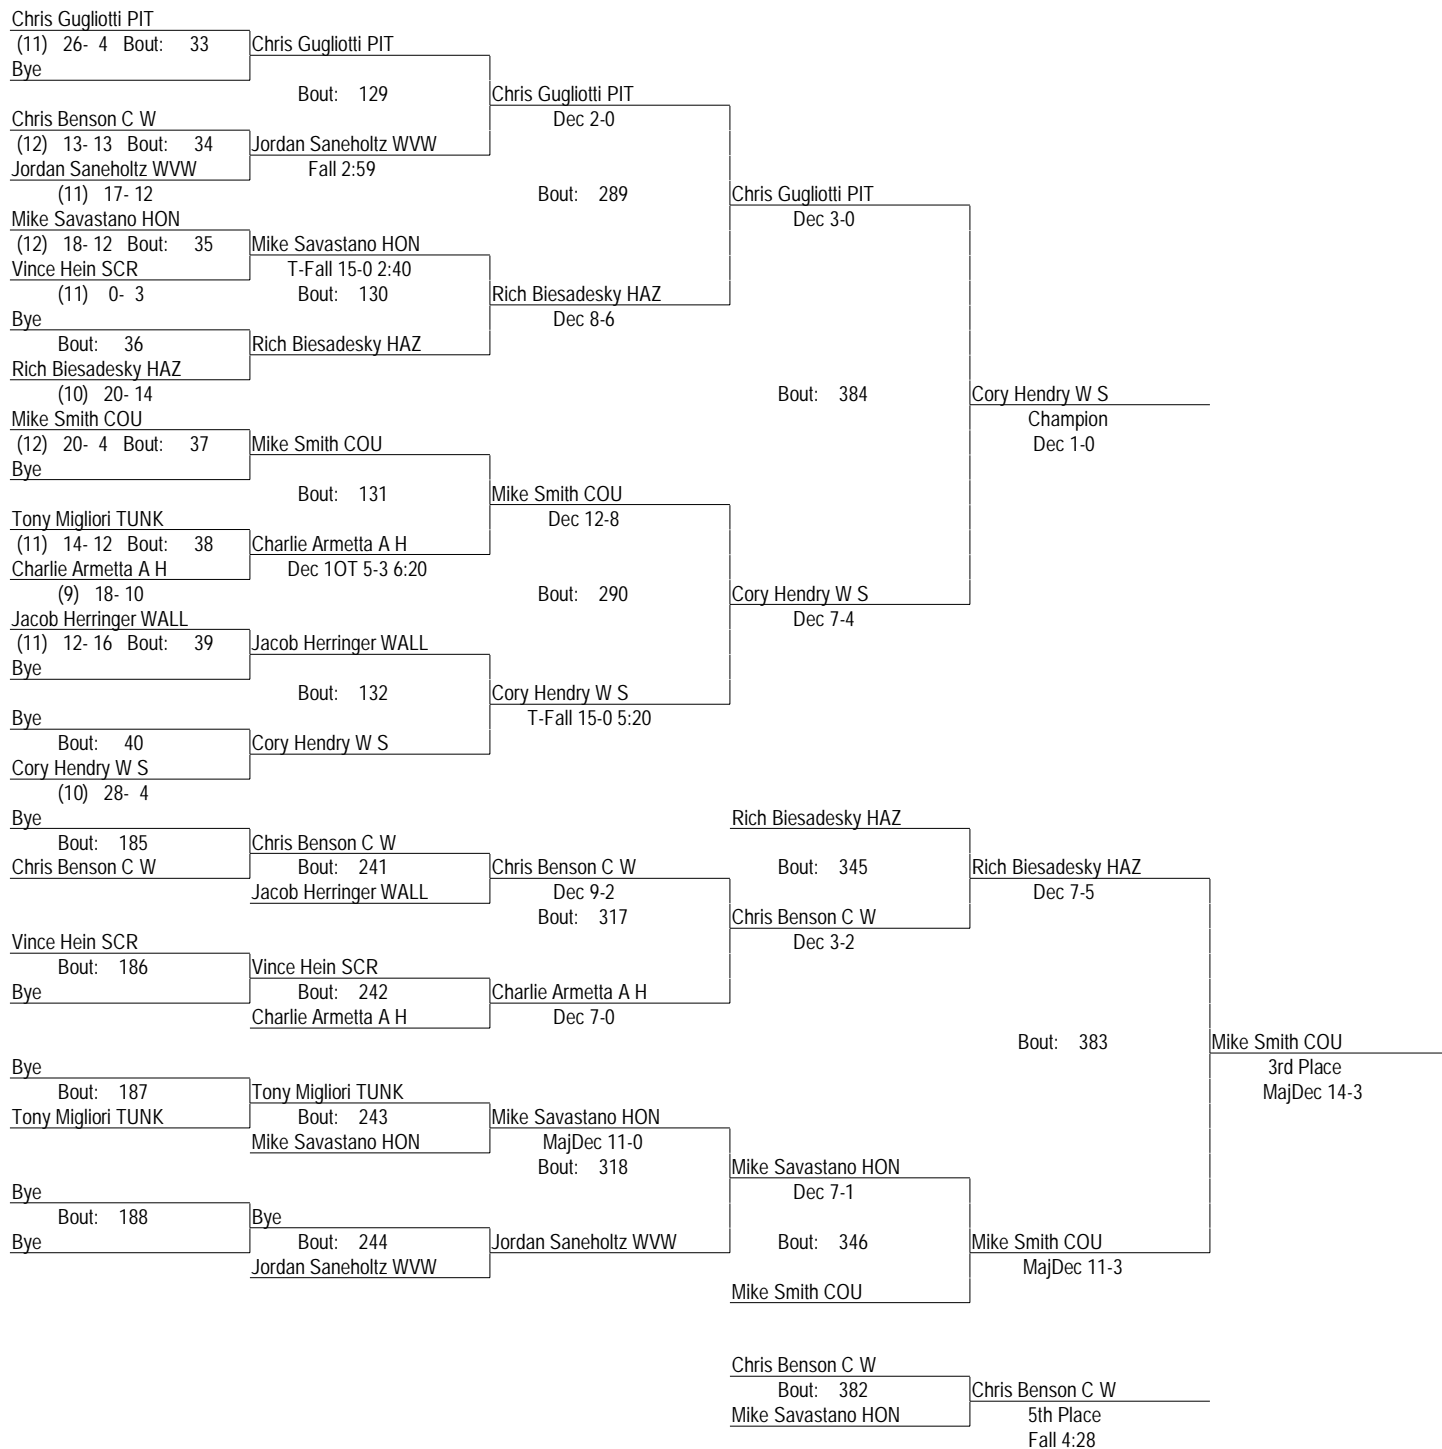 Chris Gugliotti PIT
(11) 26- 4 Bout: 33 Chris Gugliotti PIT
Bye
Bout: 129 Chris Gugliotti PIT
Chris Benson C W Dec 2-0
(12) 13- 13 Bout: 34 Jordan Saneholtz WVW
Jordan Saneholtz WVW Fall 2:59
(11) 17- 12 Bout: 289 Chris Gugliotti PIT
Mike Savastano HON Dec 3-0
(12) 18- 12 Bout: 35 Mike Savastano HON
Vince Hein SCR T-Fall 15-0 2:40
(11) 0- 3 Bout: 130 Rich Biesadesky HAZ
Bye Dec 8-6
Bout: 36 Rich Biesadesky HAZ
Rich Biesadesky HAZ
(10) 20- 14 Bout: 384 Cory Hendry W S
Mike Smith COU Champion
(12) 20- 4 Bout: 37 Mike Smith COU Dec 1-0
Bye
Bout: 131 Mike Smith COU
Tony Migliori TUNK Dec 12-8
(11) 14- 12 Bout: 38 Charlie Armetta A H
Charlie Armetta A H Dec 1OT 5-3 6:20
(9) 18- 10 Bout: 290 Cory Hendry W S
Jacob Herringer WALL Dec 7-4
(11) 12- 16 Bout: 39 Jacob Herringer WALL
Bye
Bout: 132 Cory Hendry W S
Bye T-Fall 15-0 5:20
Bout: 40 Cory Hendry W S
Cory Hendry W S
(10) 28- 4
Bye Rich Biesadesky HAZ
Bout: 185 Chris Benson C W
Chris Benson C W Bout: 241 Chris Benson C W Bout: 345 Rich Biesadesky HAZ
Jacob Herringer WALL Dec 9-2 Dec 7-5
Bout: 317 Chris Benson C W
Vince Hein SCR Dec 3-2
Bout: 186 Vince Hein SCR
Bye Bout: 242 Charlie Armetta A H
Charlie Armetta A H Dec 7-0
Bout: 383 Mike Smith COU
Bye 3rd Place
Bout: 187 Tony Migliori TUNK MajDec 14-3
Tony Migliori TUNK Bout: 243 Mike Savastano HON
Mike Savastano HON MajDec 11-0
Bout: 318 Mike Savastano HON
Bye Dec 7-1
Bout: 188 Bye
Bye Bout: 244 Jordan Saneholtz WVW Bout: 346 Mike Smith COU
Jordan Saneholtz WVW MajDec 11-3
Mike Smith COU
Chris Benson C W
Bout: 382 Chris Benson C W
Mike Savastano HON 5th Place
Fall 4:28